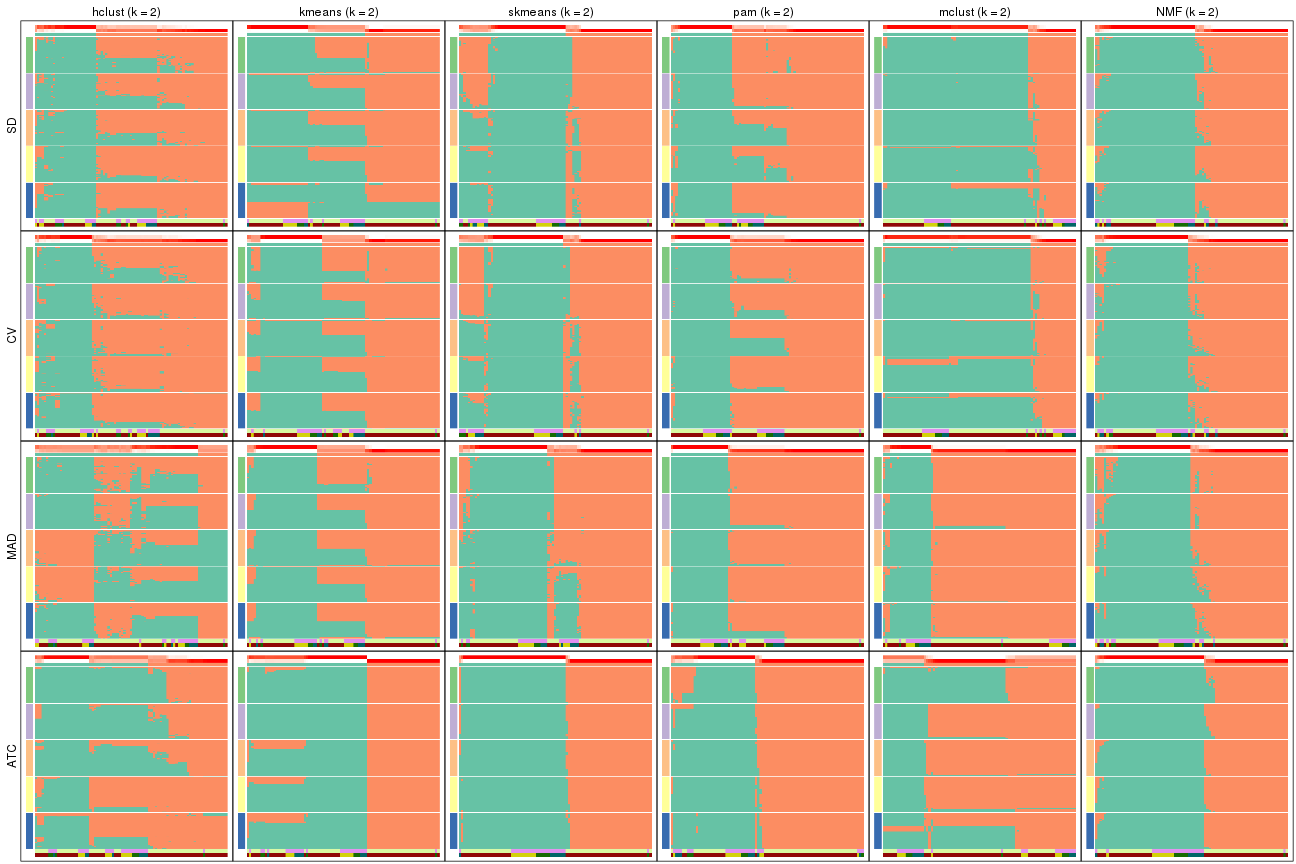 hclust (k = 2) kmeans (k = 2) skmeans (k = 2) pam (k = 2) mclust (k = 2) NMF (k = 2)
SD
CV
MAD
ATC